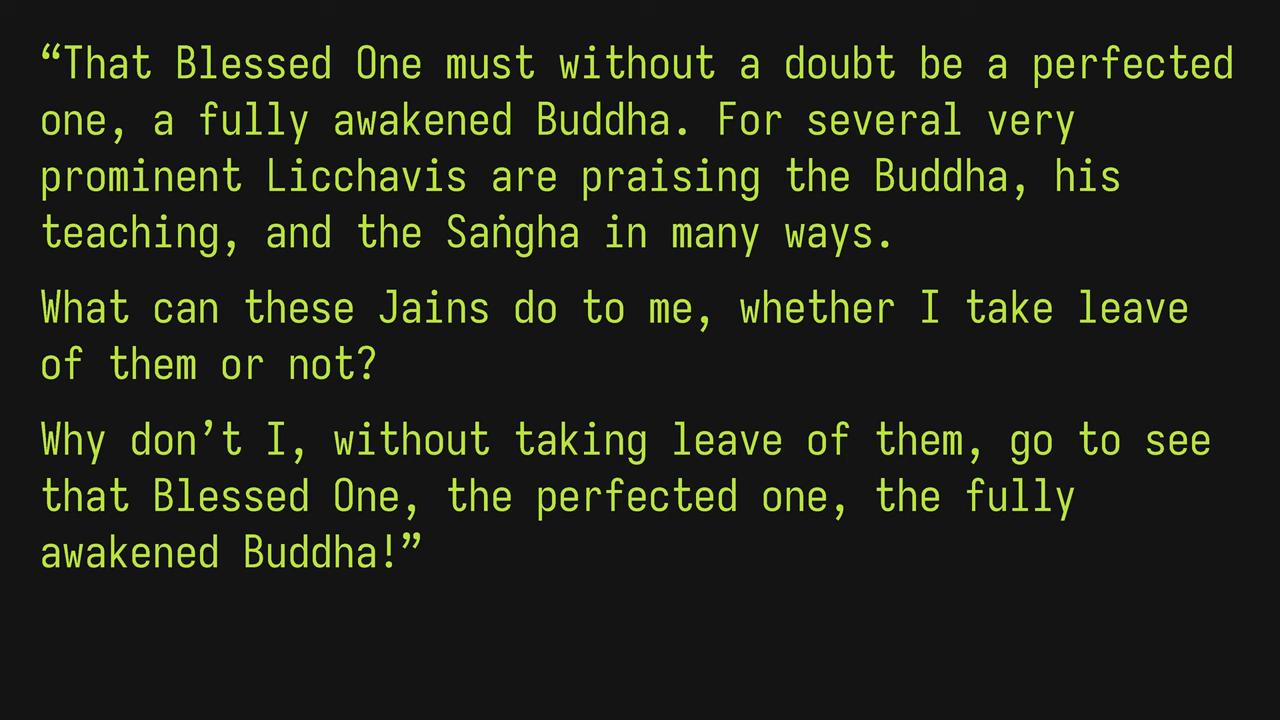 “That Blessed One must without a doubt be a perfected
one, a fully awakened Buddha. For several very
prominent Licchavis are praising the Buddha, his
teaching, and the Saṅgha in many ways.
What can these Jains do to me, whether I take leave
of them or not?
Why don’t I, without taking leave of them, go to see
that Blessed One, the perfected one, the fully
awakened Buddha!”